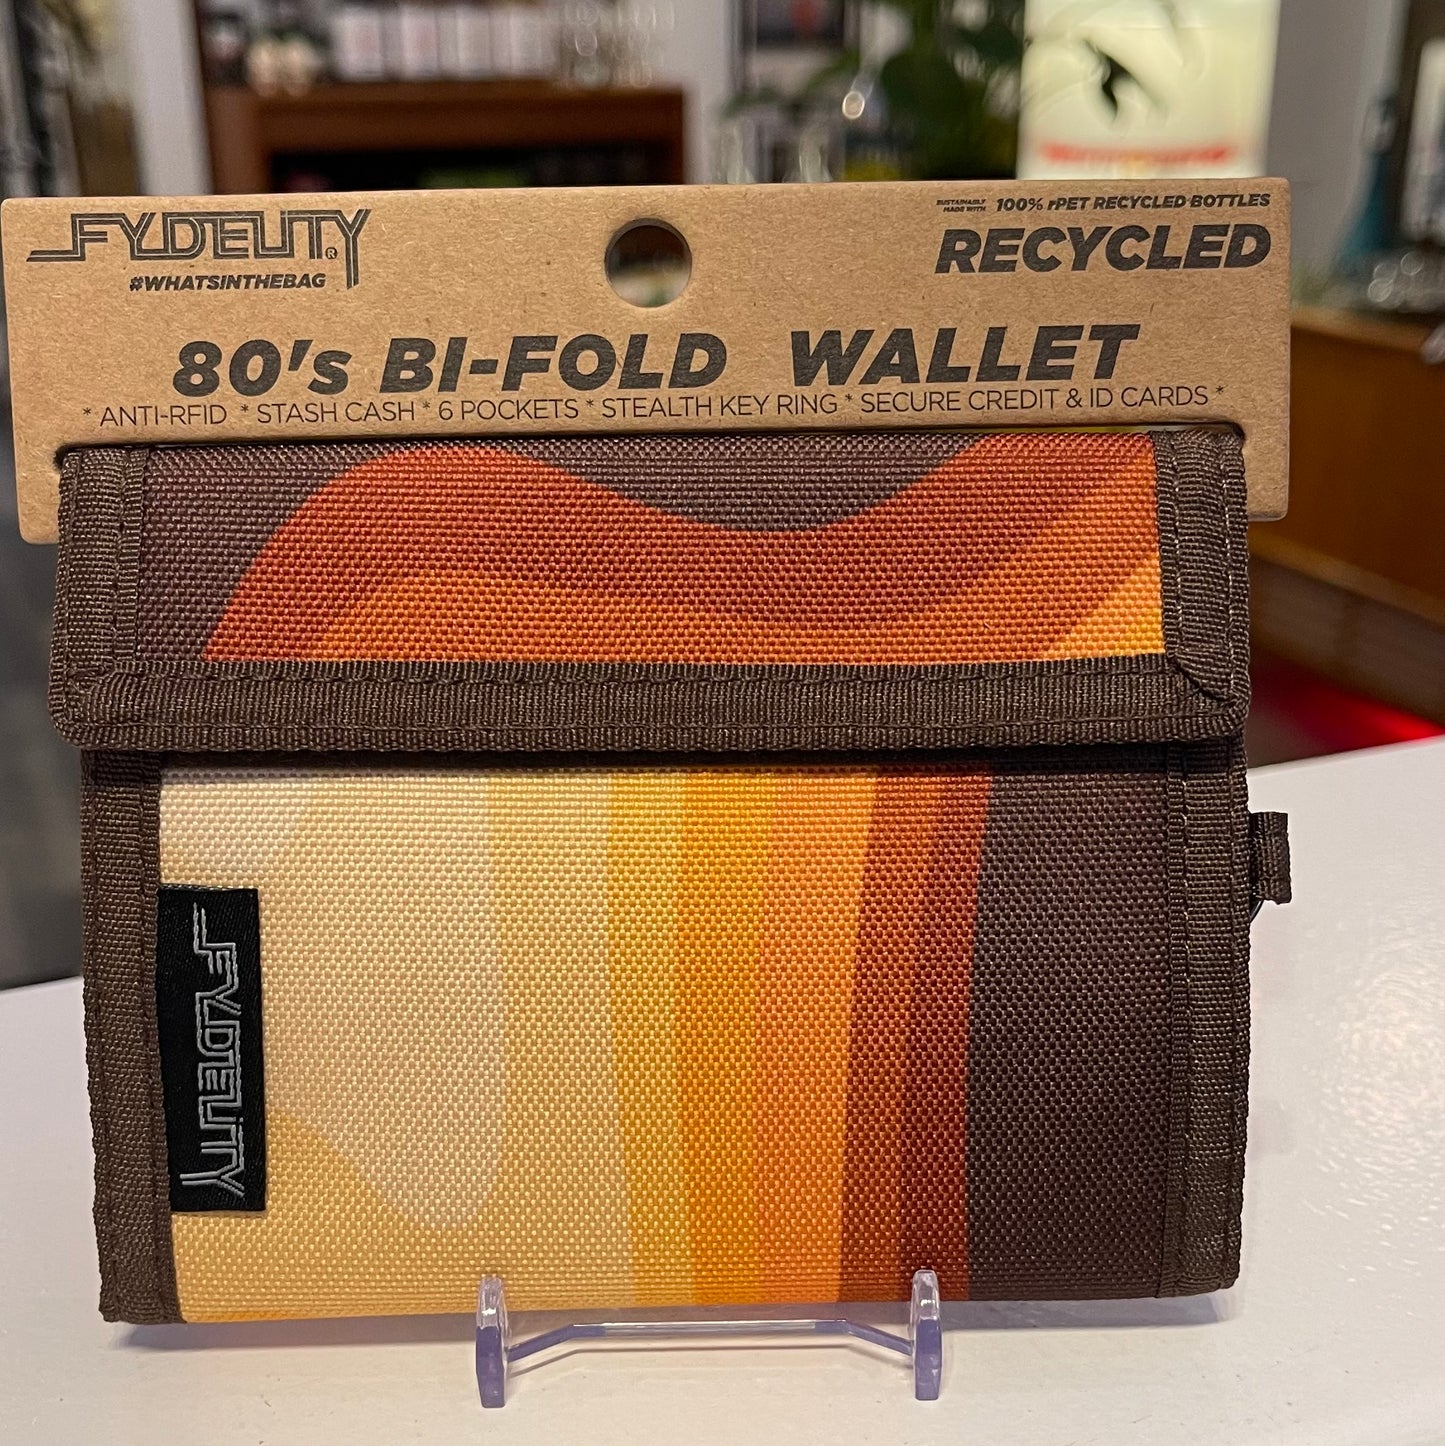 FYDELITY®
#WHATSINTHEBAG
SUSTAINABLY MADE WITH 100% rPET RECYCLED BOTTLES
RECYCLED
80's BI-FOLD WALLET
* ANTI-RFID * STASH CASH * 6 POCKETS * STEALTH KEY RING * SECURE CREDIT & ID CARDS *
FYDELITY